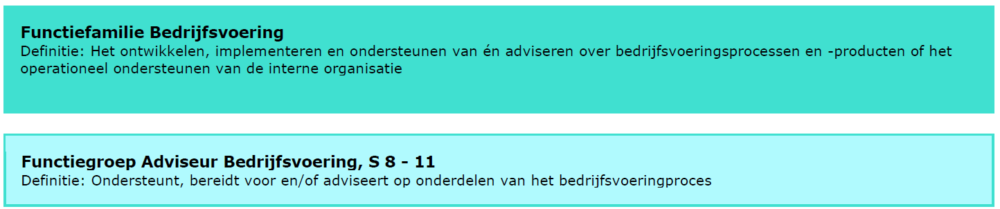 Functiefamilie Bedrijfsvoering
Definitie: Het ontwikkelen, implementeren en ondersteunen van én adviseren over bedrijfsvoeringsprocessen en -producten of het
operationeel ondersteunen van de interne organisatie
Functiegroep Adviseur Bedrijfsvoering, S 8 - 11
Definitie: Ondersteunt, bereidt voor en/of adviseert op onderdelen van het bedrijfsvoeringproces